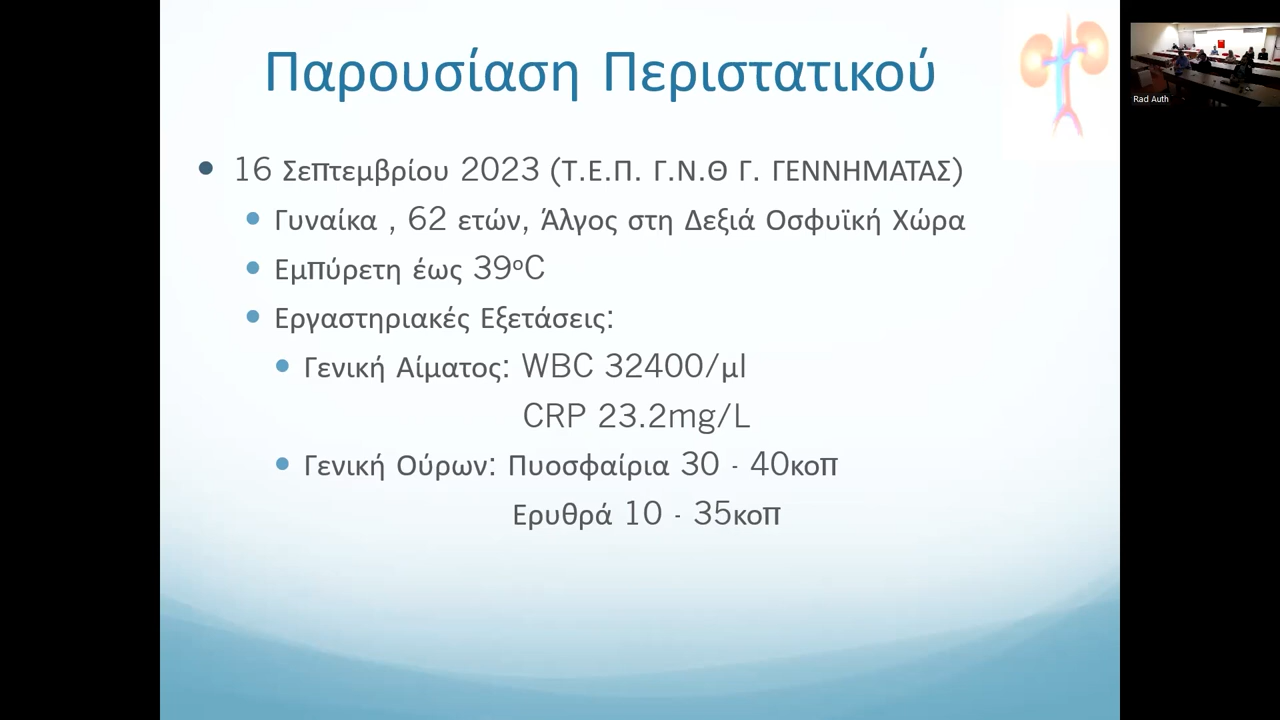 Παρουσίαση Περιστατικού
Rad Auth
• 16 Σεπτεμβρίου 2023 (Τ.Ε.Π. Γ.Ν.Θ Γ. ΓΕΝΝΗΜΑΤΑΣ)
• Γυναίκα , 62 ετών, Άλγος στη Δεξιά Οσφυϊκή Χώρα
• Εμπύρετη έως 39ºC
• Εργαστηριακές Εξετάσεις:
• Γενική Αίματος: WBC 32400/μl
CRP 23.2mg/L
• Γενική Ούρων: Πυοσφαίρια 30 - 40κοπ
Ερυθρά 10 - 35κοπ